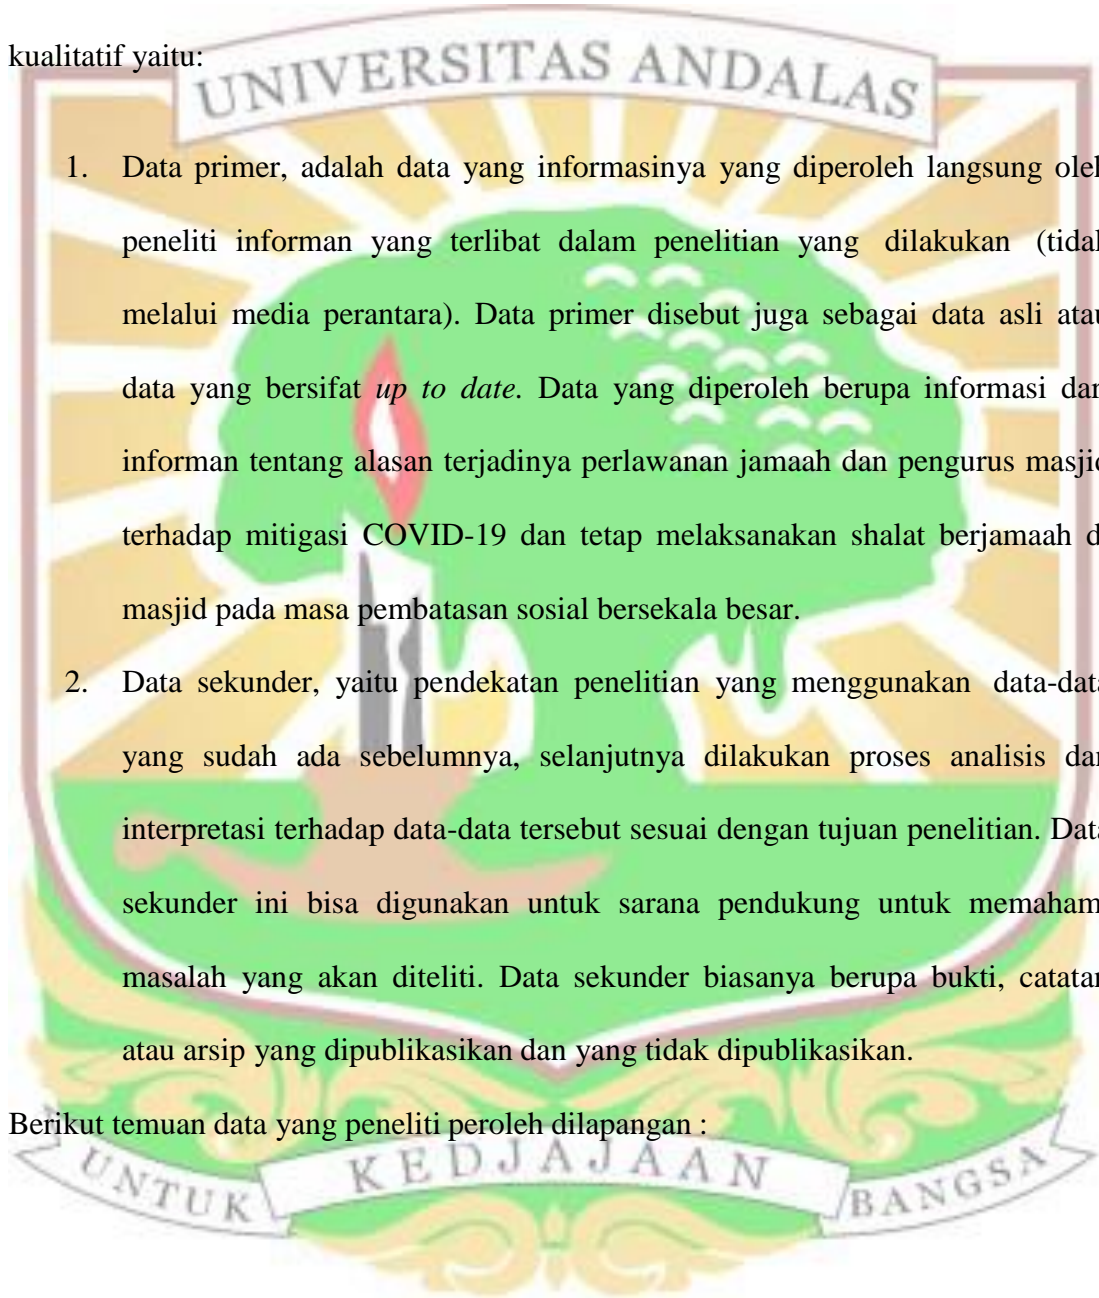 kualitatif yaitu:
UNIVERSITAS ANDALAS
1. Data primer, adalah data yang informasinya yang diperoleh langsung oleh
peneliti informan yang terlibat dalam penelitian yang dilakukan (tidak
melalui media perantara). Data primer disebut juga sebagai data asli atau
data yang bersifat up to date. Data yang diperoleh berupa informasi dar
informan tentang alasan terjadinya perlawanan jamaah dan pengurus masjid
terhadap mitigasi COVID-19 dan tetap melaksanakan shalat berjamaah d
masjid pada masa pembatasan sosial bersekala besar.
2. Data sekunder, yaitu pendekatan penelitian yang menggunakan data-data
yang sudah ada sebelumnya, selanjutnya dilakukan proses analisis dan
interpretasi terhadap data-data tersebut sesuai dengan tujuan penelitian. Data
sekunder ini bisa digunakan untuk sarana pendukung untuk memaham
masalah yang akan diteliti. Data sekunder biasanya berupa bukti, catatan
atau arsip yang dipublikasikan dan yang tidak dipublikasikan.
Berikut temuan data yang peneliti peroleh dilapangan :
UNTUK KEDJAJAAN BANGSA